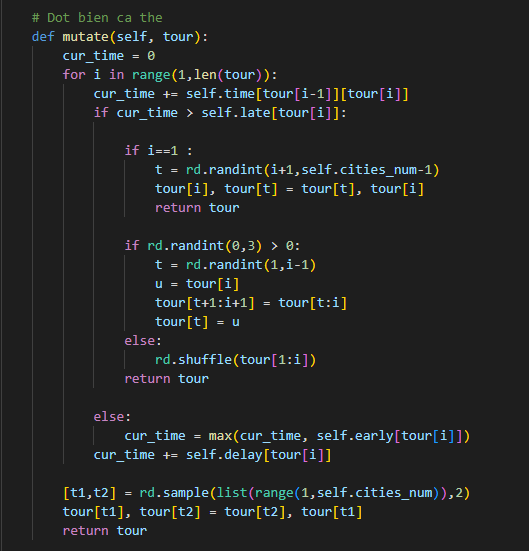 # Dot bien ca the
def mutate(self, tour):
    cur_time = 0
    for i in range(1,len(tour)):
        cur_time += self.time[tour[i-1]][tour[i]]
        if cur_time > self.late[tour[i]]:

            if i==1 :
                t = rd.randint(i+1,self.cities_num-1)
                tour[i], tour[t] = tour[t], tour[i]
                return tour

            if rd.randint(0,3) > 0:
                t = rd.randint(1,i-1)
                u = tour[i]
                tour[t+1:i+1] = tour[t:i]
                tour[t] = u
            else:
                rd.shuffle(tour[1:i])
            return tour

        else:
            cur_time = max(cur_time, self.early[tour[i]])
        cur_time += self.delay[tour[i]]

    [t1,t2] = rd.sample(list(range(1,self.cities_num)),2)
    tour[t1], tour[t2] = tour[t2], tour[t1]
    return tour